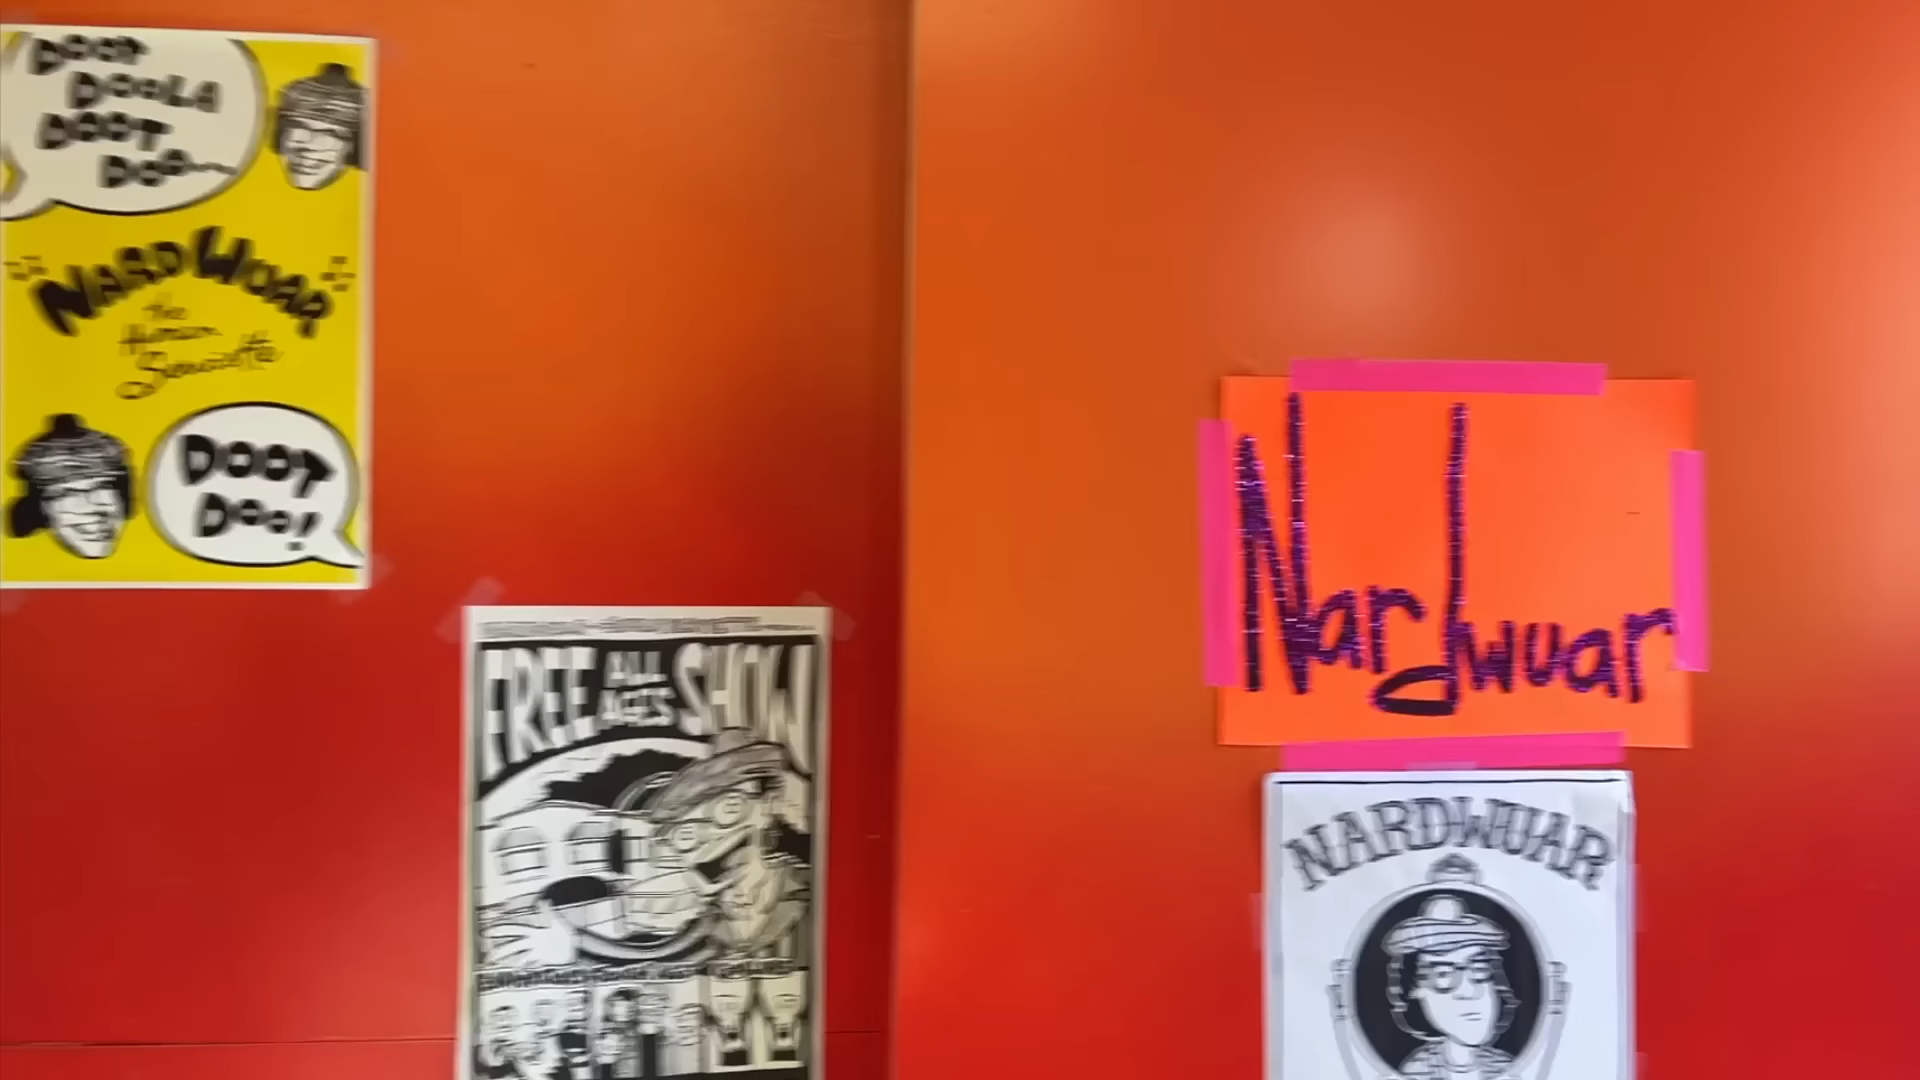 DOOT
DOOLA
DOOT
DOO
NARDWUAR
the
Human
Serviette
DOOT
DOO!
FREE ALL AGES SHOW
Nardwuar
NARDWUAR